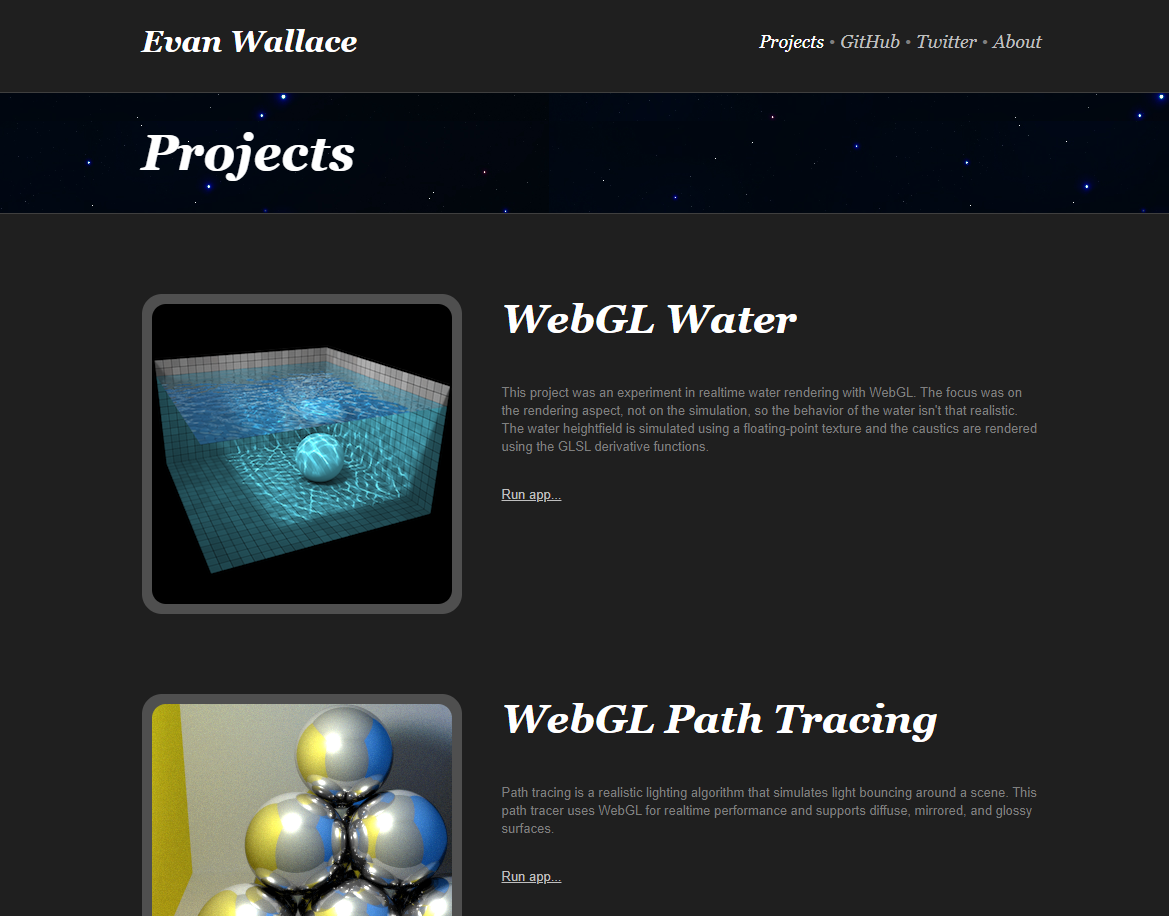 Evan Wallace
Projects • GitHub • Twitter • About
Projects
WebGL Water
This project was an experiment in realtime water rendering with WebGL. The focus was on
the rendering aspect, not on the simulation, so the behavior of the water isn't that realistic.
The water heightfield is simulated using a floating-point texture and the caustics are rendered
using the GLSL derivative functions.
Run app...
WebGL Path Tracing
Path tracing is a realistic lighting algorithm that simulates light bouncing around a scene. This
path tracer uses WebGL for realtime performance and supports diffuse, mirrored, and glossy
surfaces.
Run app...